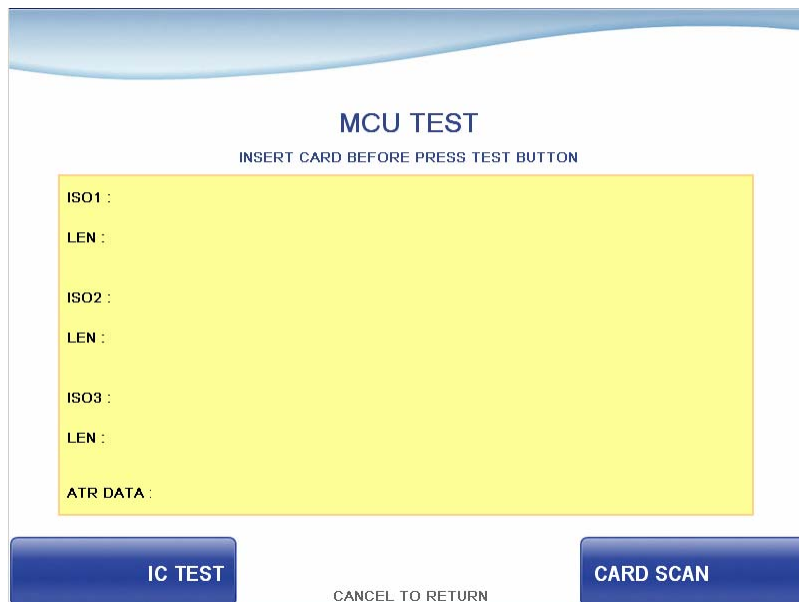 MCU TEST
INSERT CARD BEFORE PRESS TEST BUTTON
ISO1 :
LEN :
ISO2 :
LEN :
ISO3 :
LEN :
ATR DATA :
IC TEST
CARD SCAN
CANCEL TO RETURN